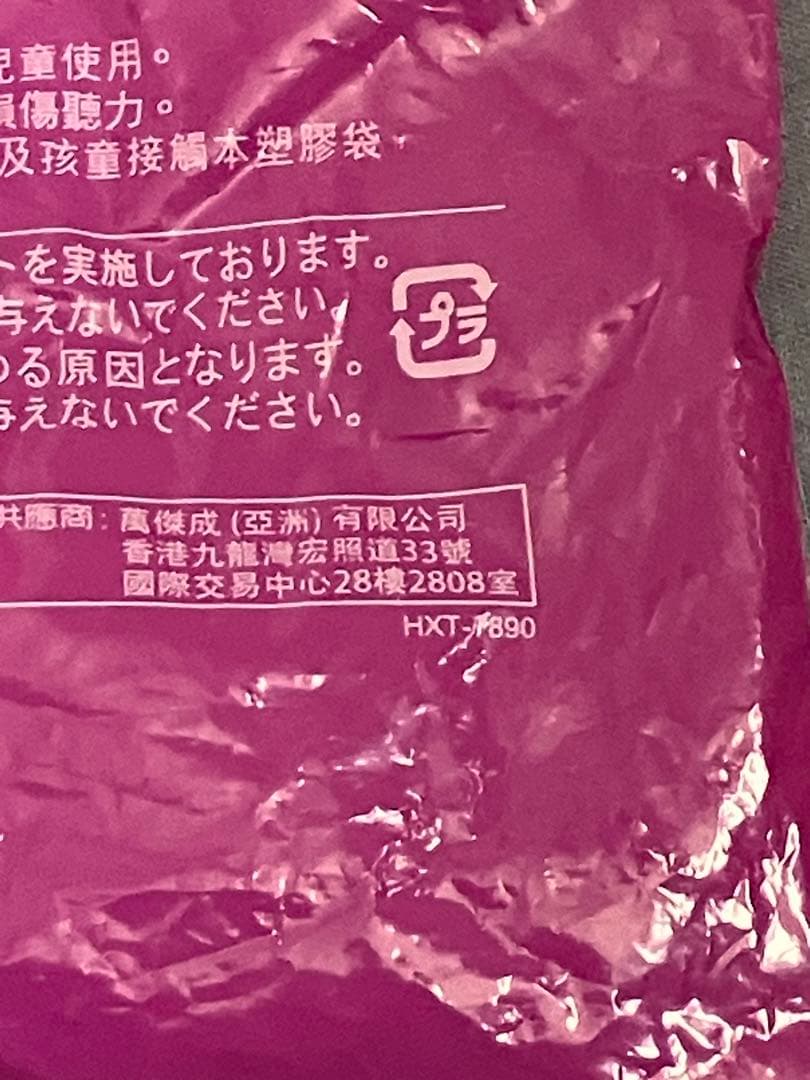 兒童使用。
損傷聽力。
及孩童接觸本塑膠袋，
トを実施しております。
与えないでください。
める原因となります。
与えないでください。
プラ
供應商：萬傑成（亞洲）有限公司
香港九龍灣宏照道33號
國際交易中心28樓2808室
HXT-7890